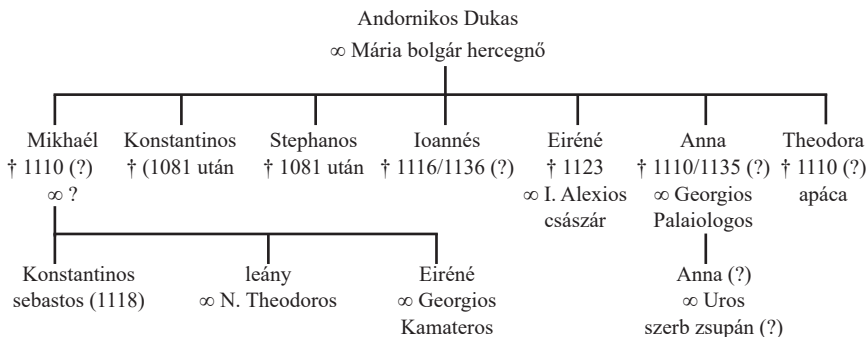 Andornikos Dukas
∞ Mária bolgár hercegnő
Mikhaél Konstantinos Stephanos Ioannés Eiréné Anna Theodora
† 1110 (?) † (1081 után † 1081 után † 1116/1136 (?) † 1123 † 1110/1135 (?) † 1110 (?)
∞ ? ∞ I. Alexios ∞ Georgios apáca
császár Palaiologos
Konstantinos leány Eiréné Anna (?)
sebastos (1118) ∞ N. Theodoros ∞ Georgios ∞ Uros
Kamateros szerb zsupán (?)